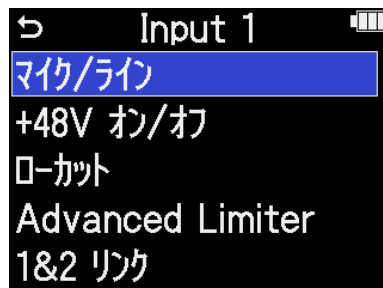 Input 1
マイク/ライン
+48V オン/オフ
ローカット
Advanced Limiter
1&2 リンク